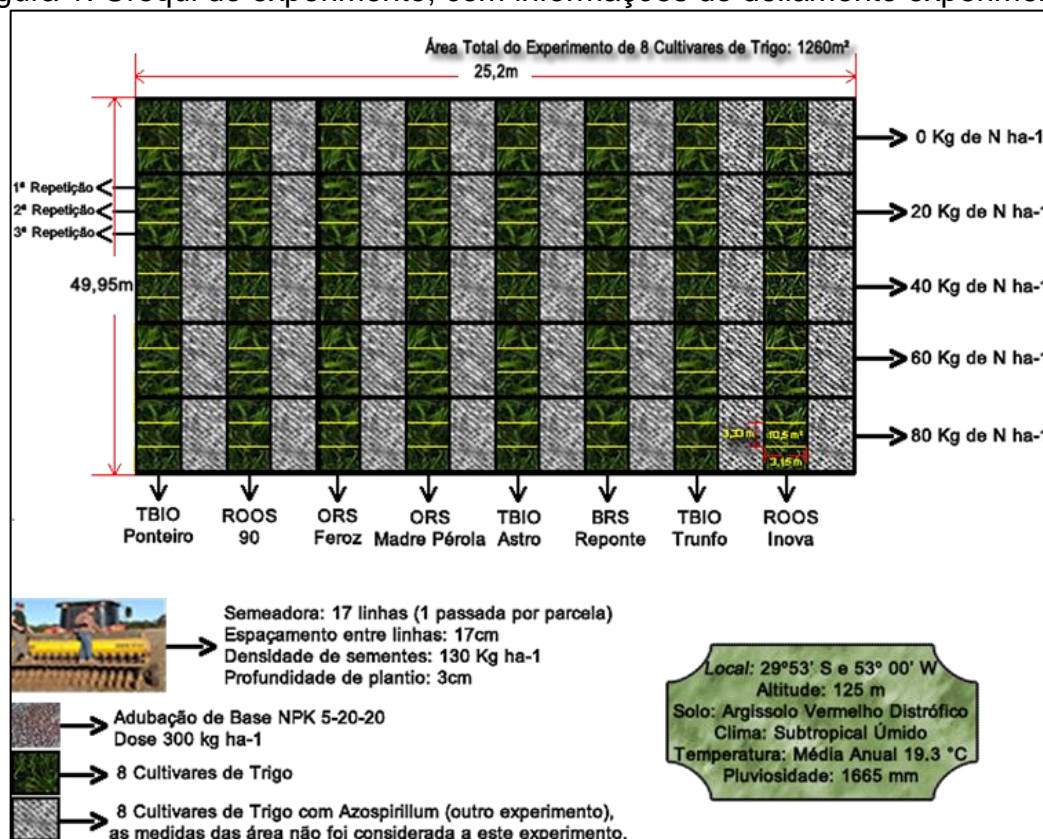 Área Total do Experimento de 8 Cultivares de Trigo: 1260m²
25,2m
0 Kg de N ha-1
1ª Repetição
2ª Repetição
3ª Repetição
20 Kg de N ha-1
49,95m
40 Kg de N ha-1
60 Kg de N ha-1
80 Kg de N ha-1
3,33 m
10,5 m²
3,15 m
TBIO
Ponteiro
ROOS
90
ORS
Feroz
ORS
Madre Pérola
TBIO
Astro
BRS
Reponte
TBIO
Trunfo
ROOS
Inova
Semeadora: 17 linhas (1 passada por parcela)
Espaçamento entre linhas: 17cm
Densidade de sementes: 130 Kg ha-1
Profundidade de plantio: 3cm
Adubação de Base NPK 5-20-20
Dose 300 kg ha-1
8 Cultivares de Trigo
8 Cultivares de Trigo com Azospirillum (outro experimento),
as medidas das área não foi considerada a este experimento.
Local: 29º53' S e 53º 00' W
Altitude: 125 m
Solo: Argissolo Vermelho Distrófico
Clima: Subtropical Úmido
Temperatura: Média Anual 19.3 °C
Pluviosidade: 1665 mm